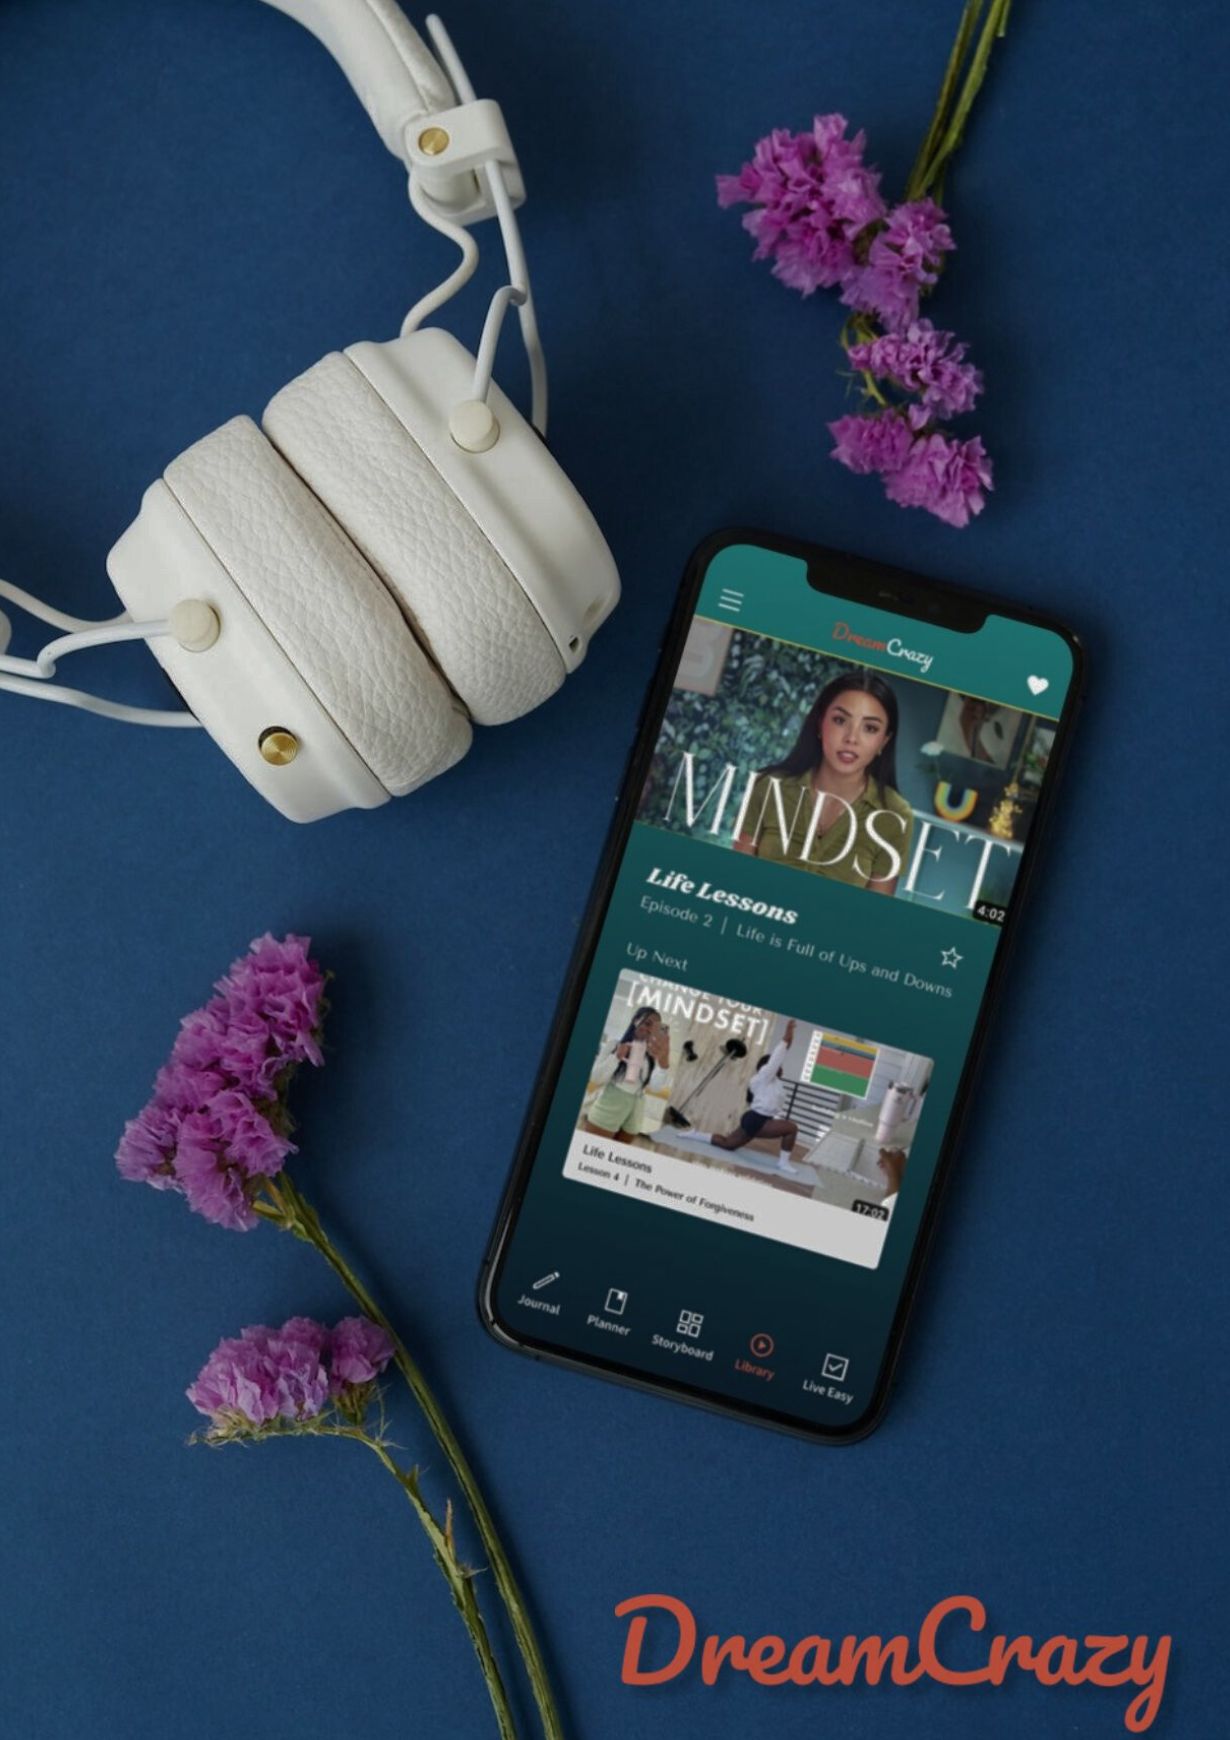 DreamCrazy
MINDSET
4:02
Life Lessons
Episode 2 | Life is Full of Ups and Downs
Up Next
CHANGE YOUR
[MINDSET]
17:02
Life Lessons
Lesson 4 | The Power of Forgiveness
Journal
Planner
Storyboard
Library
Live Easy
DreamCrazy